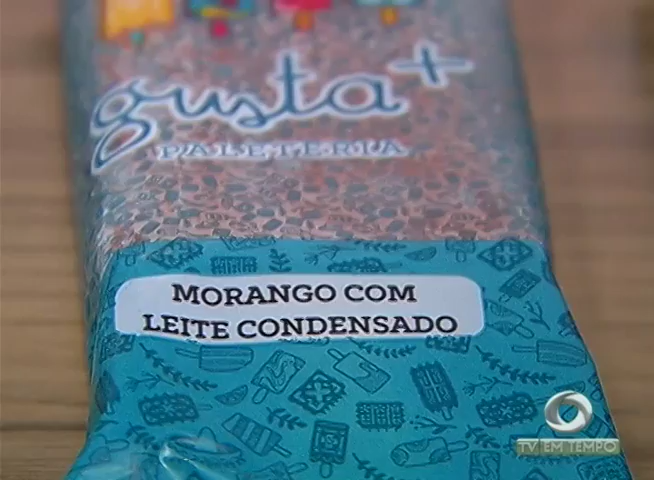 gusta+
PALETERIA
MORANGO COM
LEITE CONDENSADO
TV EM TEMPO